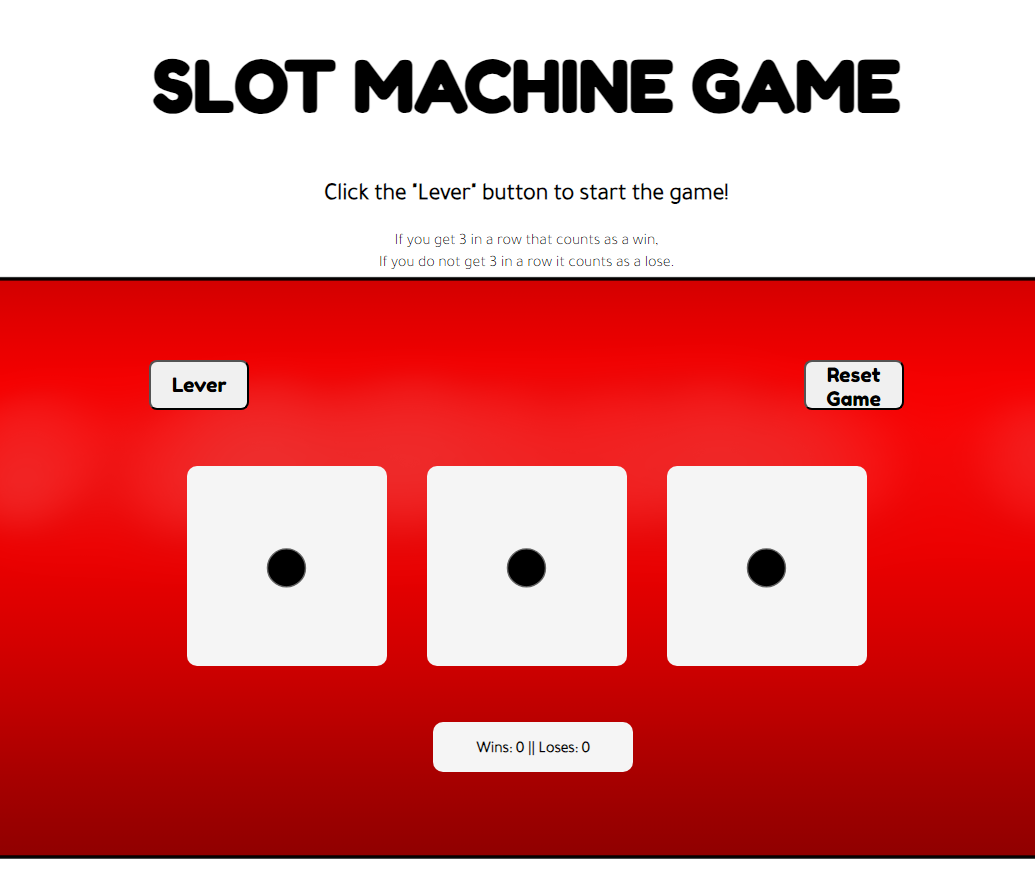 SLOT MACHINE GAME
Click the "Lever" button to start the game!
If you get 3 in a row that counts as a win,
If you do not get 3 in a row it counts as a lose.
Lever
Reset
Game
Wins: 0 || Loses: 0